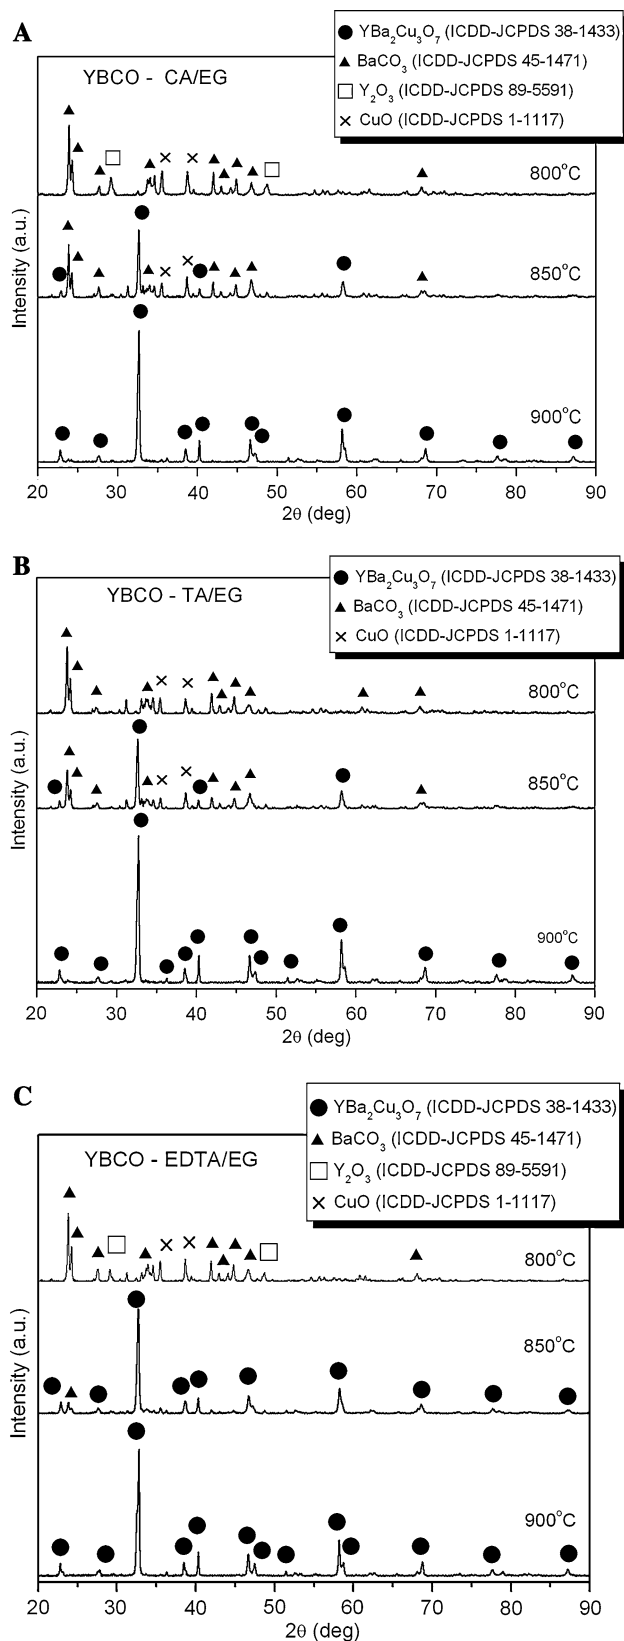 A
YBCO - CA/EG
● YBa₂Cu₃O₇ (ICDD-JCPDS 38-1433)
▲ BaCO₃ (ICDD-JCPDS 45-1471)
□ Y₂O₃ (ICDD-JCPDS 89-5591)
× CuO (ICDD-JCPDS 1-1117)
800°C
850°C
900°C
Intensity (a.u.)
20 30 40 50 60 70 80 90
2θ (deg)
B
YBCO - TA/EG
● YBa₂Cu₃O₇ (ICDD-JCPDS 38-1433)
▲ BaCO₃ (ICDD-JCPDS 45-1471)
× CuO (ICDD-JCPDS 1-1117)
800°C
850°C
900°C
Intensity (a.u.)
20 30 40 50 60 70 80 90
2θ (deg)
C
YBCO - EDTA/EG
● YBa₂Cu₃O₇ (ICDD-JCPDS 38-1433)
▲ BaCO₃ (ICDD-JCPDS 45-1471)
□ Y₂O₃ (ICDD-JCPDS 89-5591)
× CuO (ICDD-JCPDS 1-1117)
800°C
850°C
900°C
Intensity (a.u.)
20 30 40 50 60 70 80 90
2θ (deg)